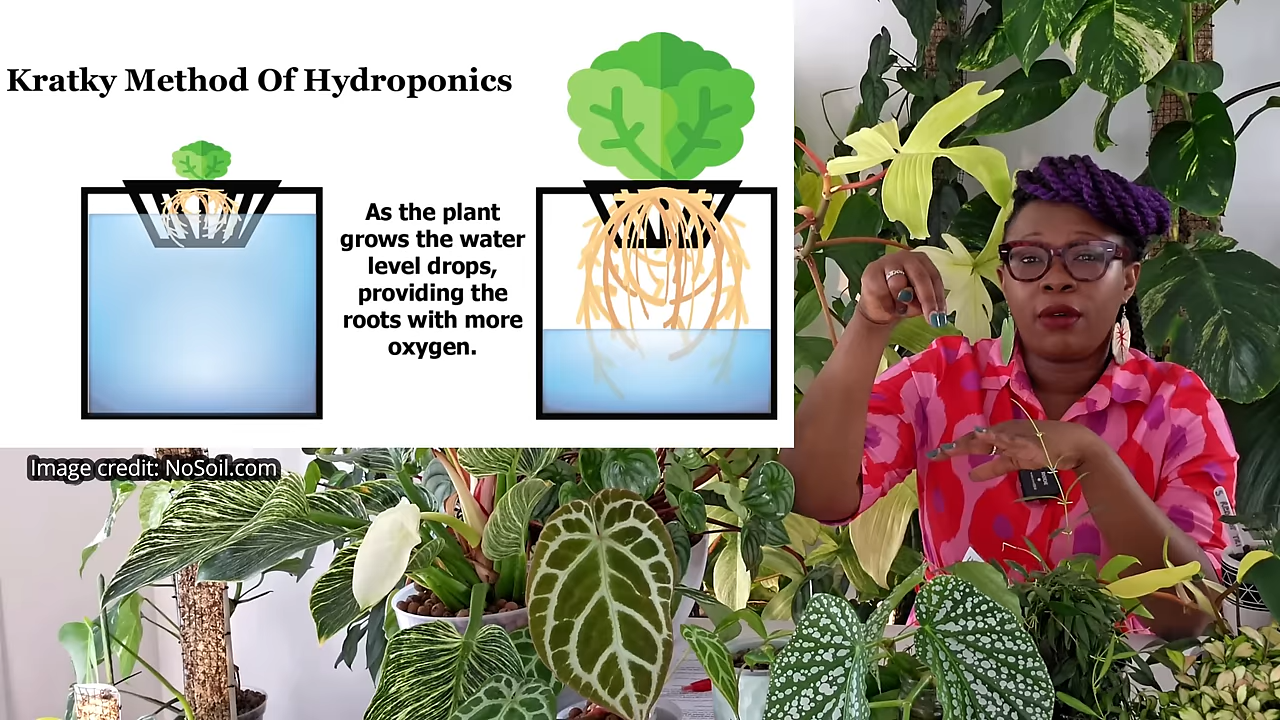 Kratky Method Of Hydroponics
As the plant
grows the water
level drops,
providing the
roots with more
oxygen.
Image credit: NoSoil.com